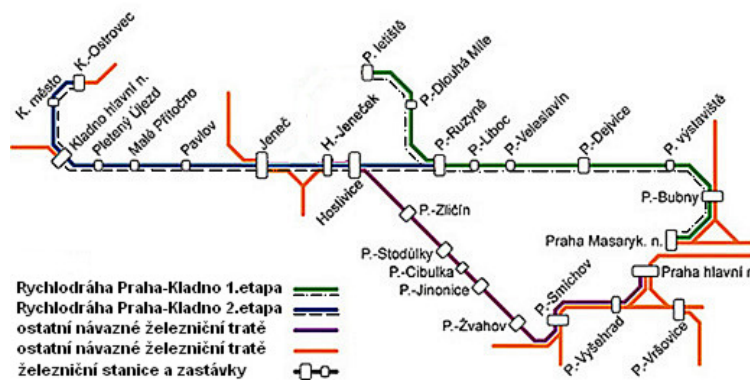 K.-Ostrovec
K. město
Kladno hlavní n.
Pletený Újezd
Malé Přítočno
Pavlov
Jeneč
H.-Jeneček
Hostivice
P. letiště
P.-Dlouhá Míle
P.-Ruzyně
P.-Liboc
P.-Veleslavín
P.-Dejvice
P. výstaviště
P.-Bubny
Praha Masaryk. n.
P.-Zličín
P.-Stodůlky
P.-Cibulka
P.-Jinonice
P.-Žvahov
P.-Smíchov
P.-Vyšehrad
P.-Vršovice
Praha hlavní n
Rychlodráha Praha-Kladno 1.etapa
Rychlodráha Praha-Kladno 2.etapa
ostatní návazné železniční tratě
ostatní návazné železniční tratě
železniční stanice a zastávky